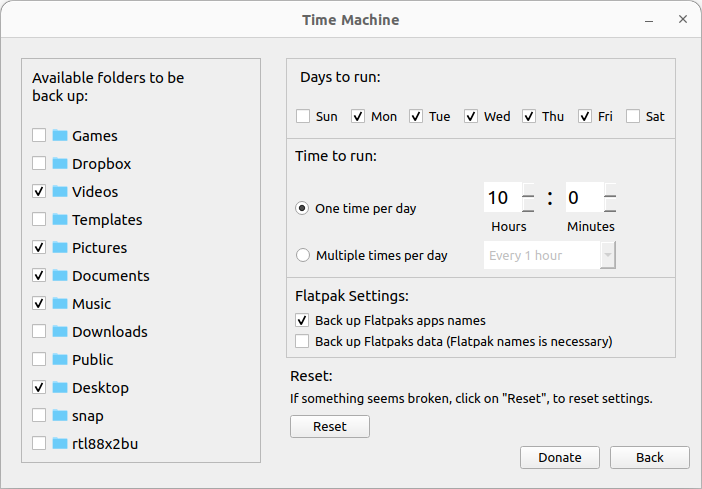 Time Machine
Available folders to be
back up:
Games
Dropbox
Videos
Templates
Pictures
Documents
Music
Downloads
Public
Desktop
snap
rtl88x2bu
Days to run:
Sun Mon Tue Wed Thu Fri Sat
Time to run:
One time per day 10 : 0
Hours Minutes
Multiple times per day Every 1 hour
Flatpak Settings:
Back up Flatpaks apps names
Back up Flatpaks data (Flatpak names is necessary)
Reset:
If something seems broken, click on "Reset", to reset settings.
Reset
Donate Back